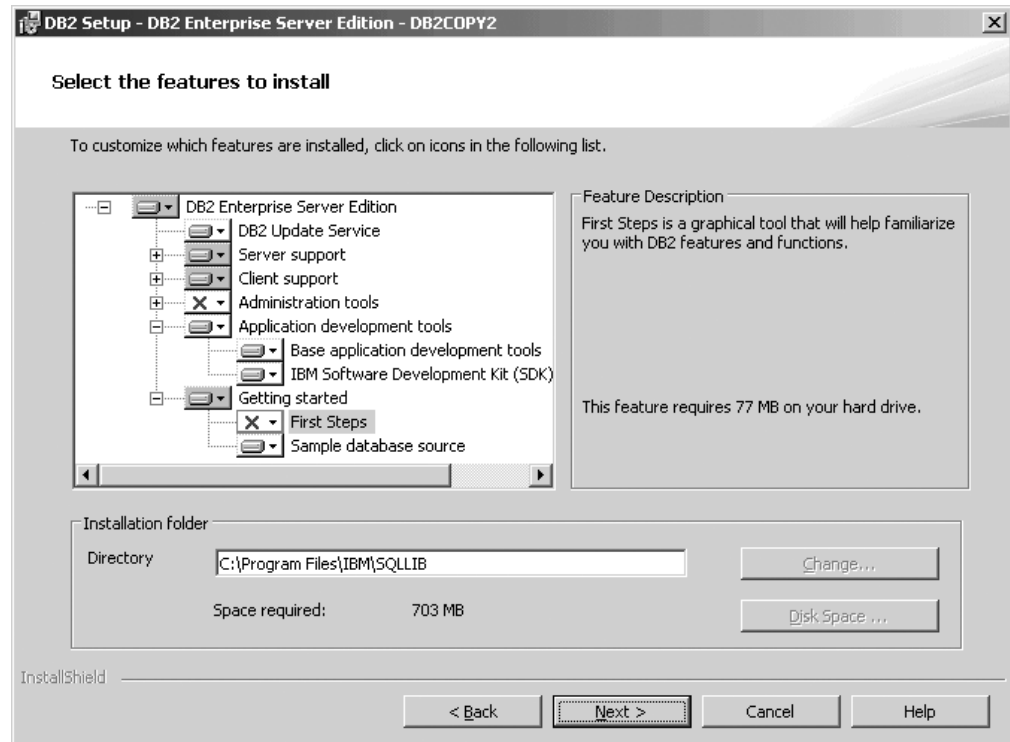 DB2 Setup - DB2 Enterprise Server Edition - DB2COPY2
Select the features to install
To customize which features are installed, click on icons in the following list.
DB2 Enterprise Server Edition
DB2 Update Service
Server support
Client support
Administration tools
Application development tools
Base application development tools
IBM Software Development Kit (SDK)
Getting started
First Steps
Sample database source
Feature Description
First Steps is a graphical tool that will help familiarize
you with DB2 features and functions.
This feature requires 77 MB on your hard drive.
Installation folder
Directory
C:\Program Files\IBM\SQLLIB
Change...
Space required: 703 MB
Disk Space ...
InstallShield
< Back
Next >
Cancel
Help